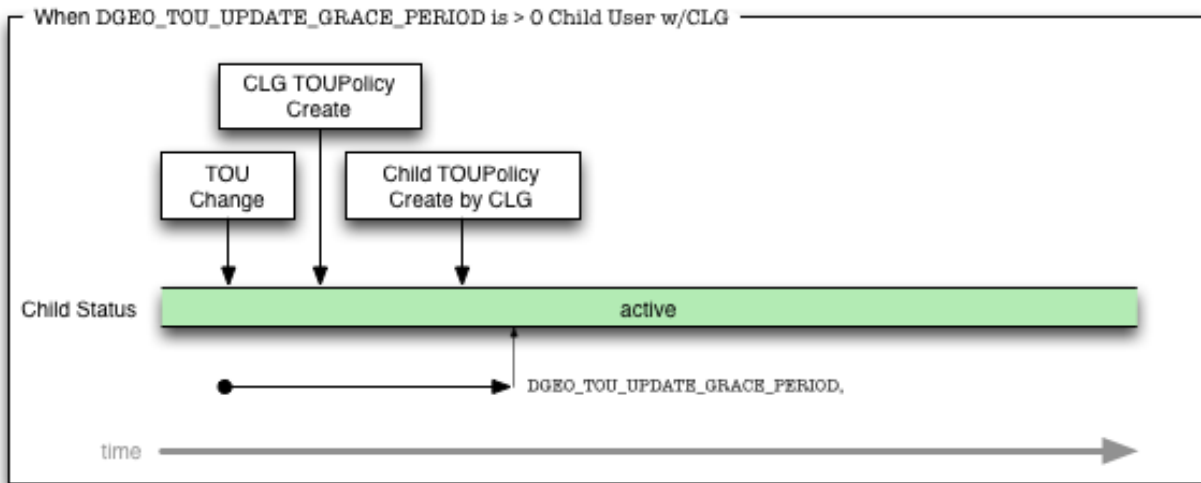 When DGEO_TOU_UPDATE_GRACE_PERIOD is > 0 Child User w/CLG
CLG TOUPolicy
Create
TOU
Change
Child TOUPolicy
Create by CLG
Child Status
active
DGEO_TOU_UPDATE_GRACE_PERIOD,
time